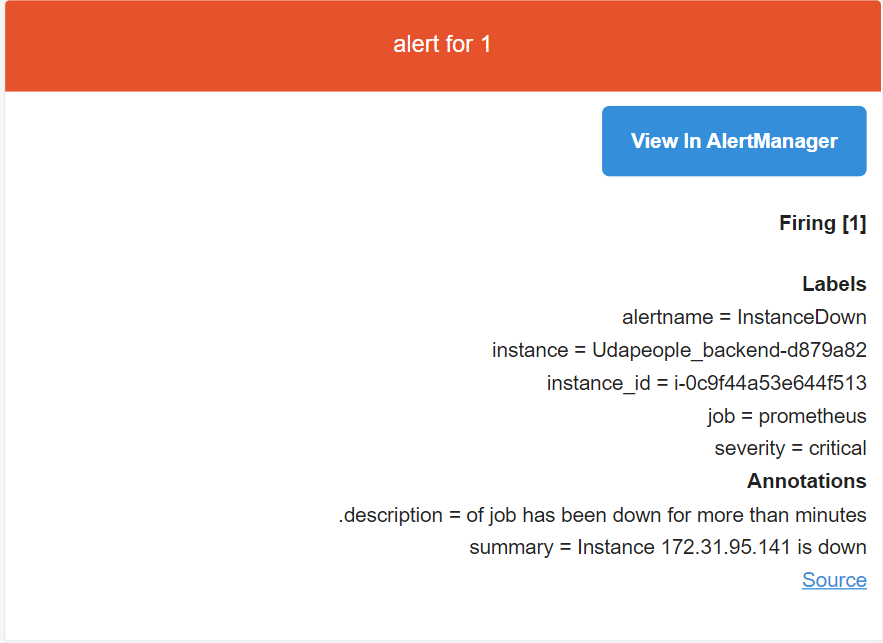 alert for 1
View In AlertManager
Firing [1]
Labels
alertname = InstanceDown
instance = Udapeople_backend-d879a82
instance_id = i-0c9f44a53e644f513
job = prometheus
severity = critical
Annotations
.description = of job has been down for more than minutes
summary = Instance 172.31.95.141 is down
Source